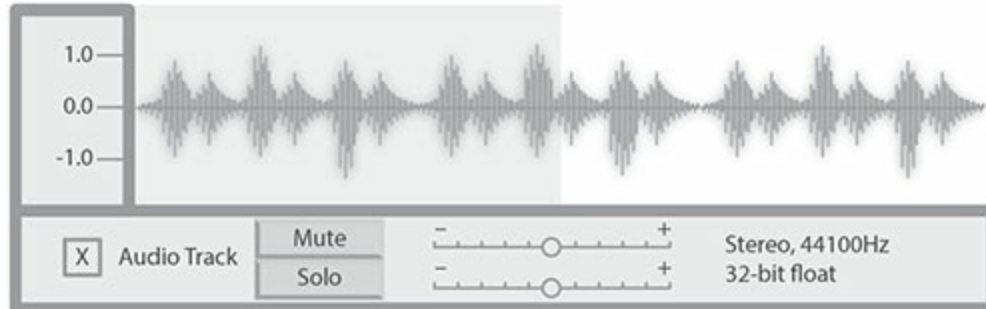 1.0
0.0
-1.0
X Audio Track
Mute
Solo
- +
- +
Stereo, 44100Hz
32-bit float